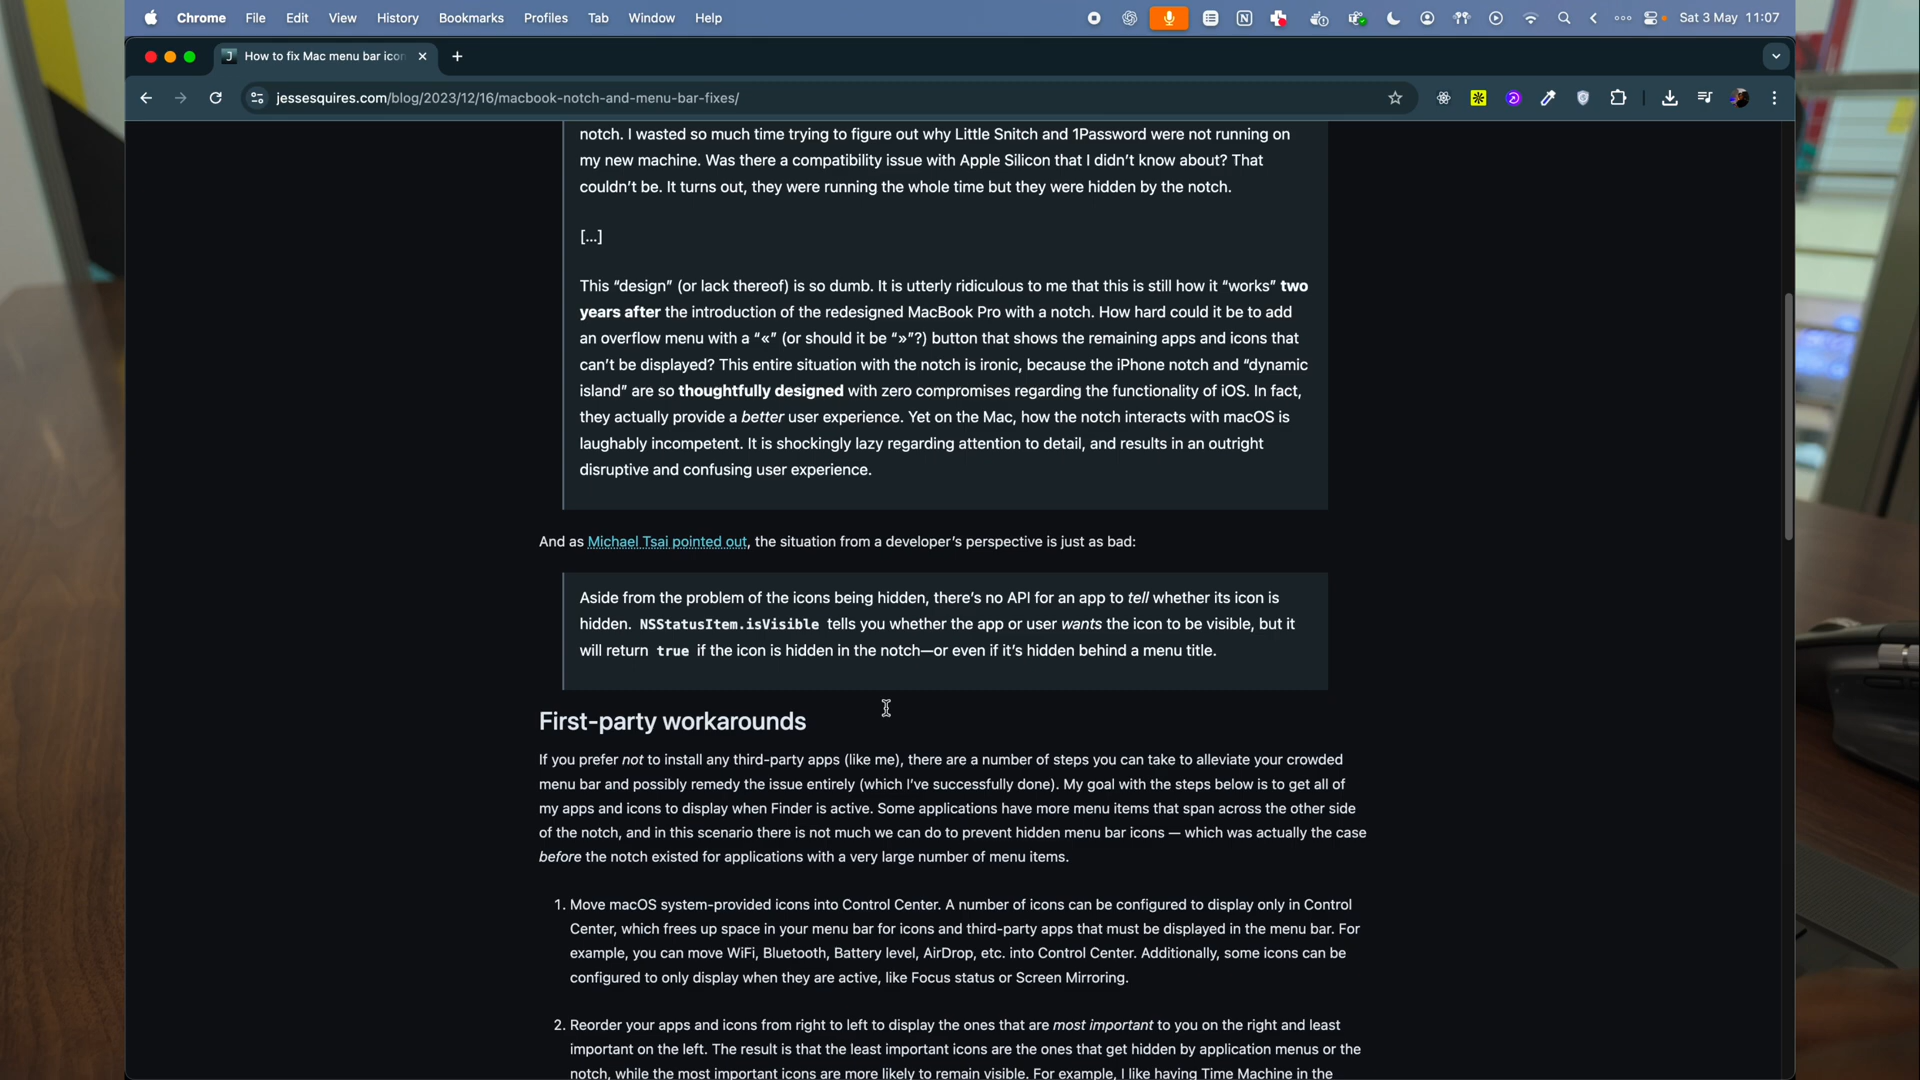 Chrome File Edit View History Bookmarks Profiles Tab Window Help Sat 3 May 11:07
How to fix Mac menu bar icon
jessesquires.com/blog/2023/12/16/macbook-notch-and-menu-bar-fixes/
notch. I wasted so much time trying to figure out why Little Snitch and 1Password were not running on
my new machine. Was there a compatibility issue with Apple Silicon that I didn’t know about? That
couldn’t be. It turns out, they were running the whole time but they were hidden by the notch.
[…]
This “design” (or lack thereof) is so dumb. It is utterly ridiculous to me that this is still how it “works” two
years after the introduction of the redesigned MacBook Pro with a notch. How hard could it be to add
an overflow menu with a “«” (or should it be “»”?) button that shows the remaining apps and icons that
can’t be displayed? This entire situation with the notch is ironic, because the iPhone notch and “dynamic
island” are so thoughtfully designed with zero compromises regarding the functionality of iOS. In fact,
they actually provide a better user experience. Yet on the Mac, how the notch interacts with macOS is
laughably incompetent. It is shockingly lazy regarding attention to detail, and results in an outright
disruptive and confusing user experience.
And as Michael Tsai pointed out, the situation from a developer’s perspective is just as bad:
Aside from the problem of the icons being hidden, there’s no API for an app to tell whether its icon is
hidden. NSStatusItem.isVisible tells you whether the app or user wants the icon to be visible, but it
will return true if the icon is hidden in the notch—or even if it’s hidden behind a menu title.
First-party workarounds
If you prefer not to install any third-party apps (like me), there are a number of steps you can take to alleviate your crowded
menu bar and possibly remedy the issue entirely (which I’ve successfully done). My goal with the steps below is to get all of
my apps and icons to display when Finder is active. Some applications have more menu items that span across the other side
of the notch, and in this scenario there is not much we can do to prevent hidden menu bar icons — which was actually the case
before the notch existed for applications with a very large number of menu items.
1. Move macOS system-provided icons into Control Center. A number of icons can be configured to display only in Control
Center, which frees up space in your menu bar for icons and third-party apps that must be displayed in the menu bar. For
example, you can move WiFi, Bluetooth, Battery level, AirDrop, etc. into Control Center. Additionally, some icons can be
configured to only display when they are active, like Focus status or Screen Mirroring.
2. Reorder your apps and icons from right to left to display the ones that are most important to you on the right and least
important on the left. The result is that the least important icons are the ones that get hidden by application menus or the
notch, while the most important icons are more likely to remain visible. For example, I like having Time Machine in the